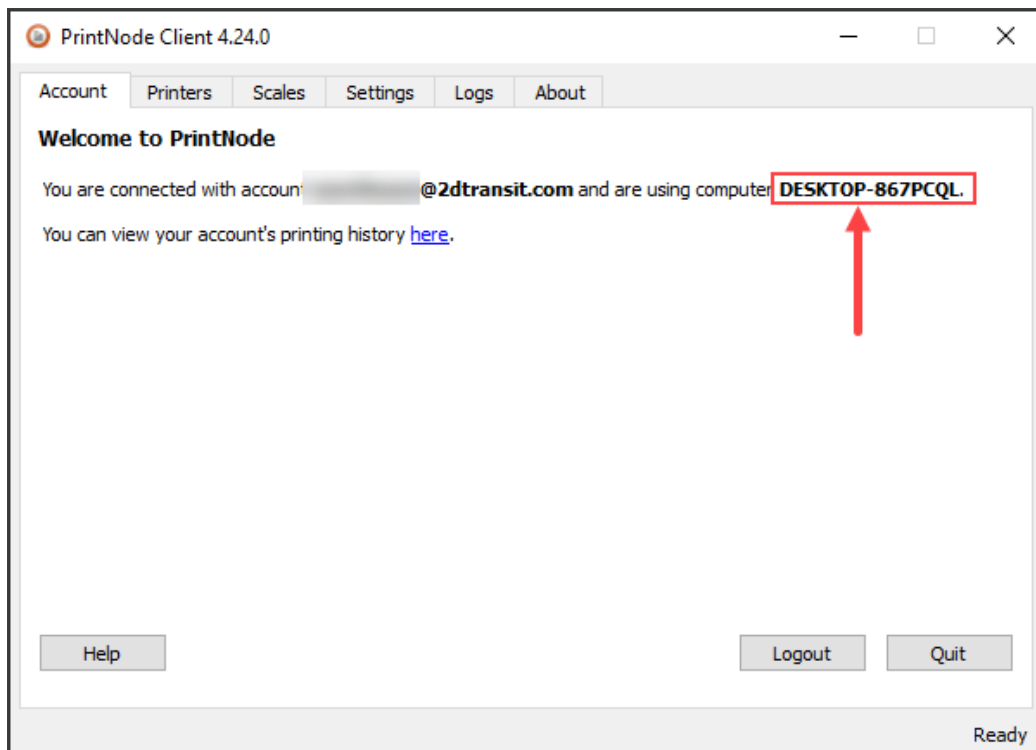 PrintNode Client 4.24.0
Account Printers Scales Settings Logs About
Welcome to PrintNode
You are connected with account @2dtransit.com and are using computer DESKTOP-867PCQL.
You can view your account's printing history here.
Help Logout Quit
Ready